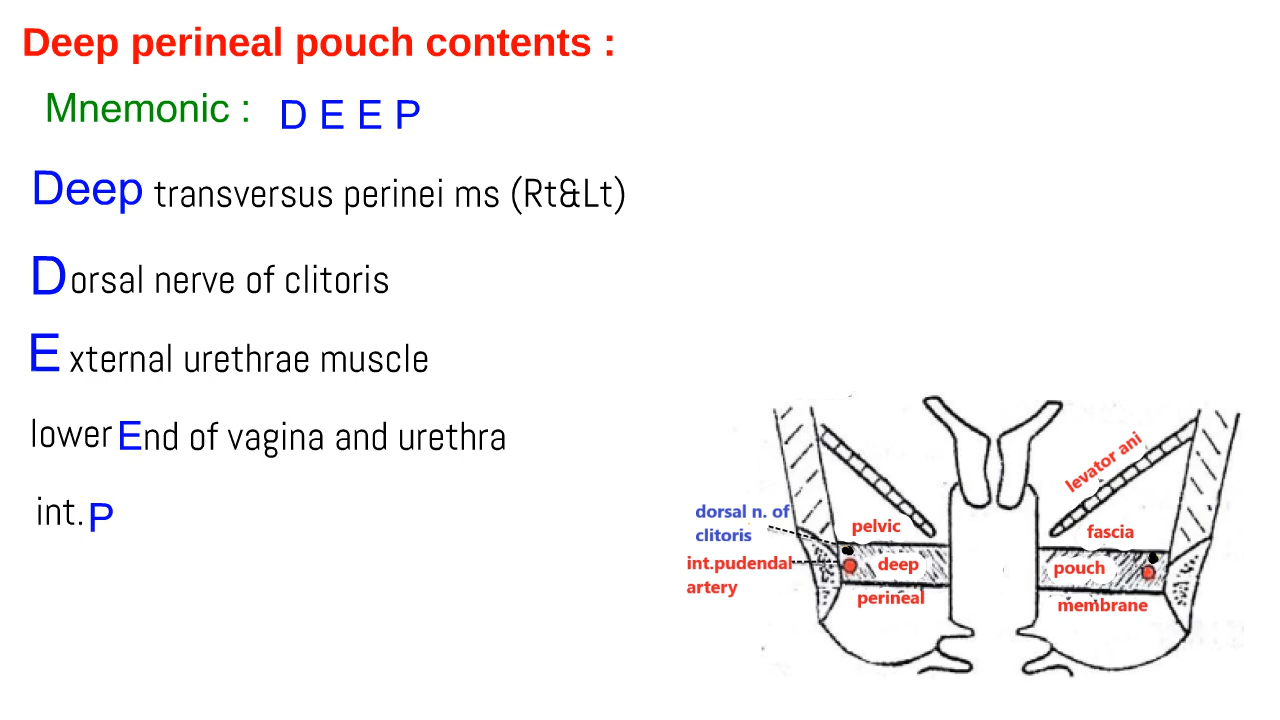 Deep perineal pouch contents :
Mnemonic : D E E P
Deep transversus perinei ms (Rt&Lt)
Dorsal nerve of clitoris
E xternal urethrae muscle
lower End of vagina and urethra
int. P
levator ani
dorsal n. of
clitoris
pelvic
fascia
int.pudendal
artery
deep
pouch
perineal
membrane